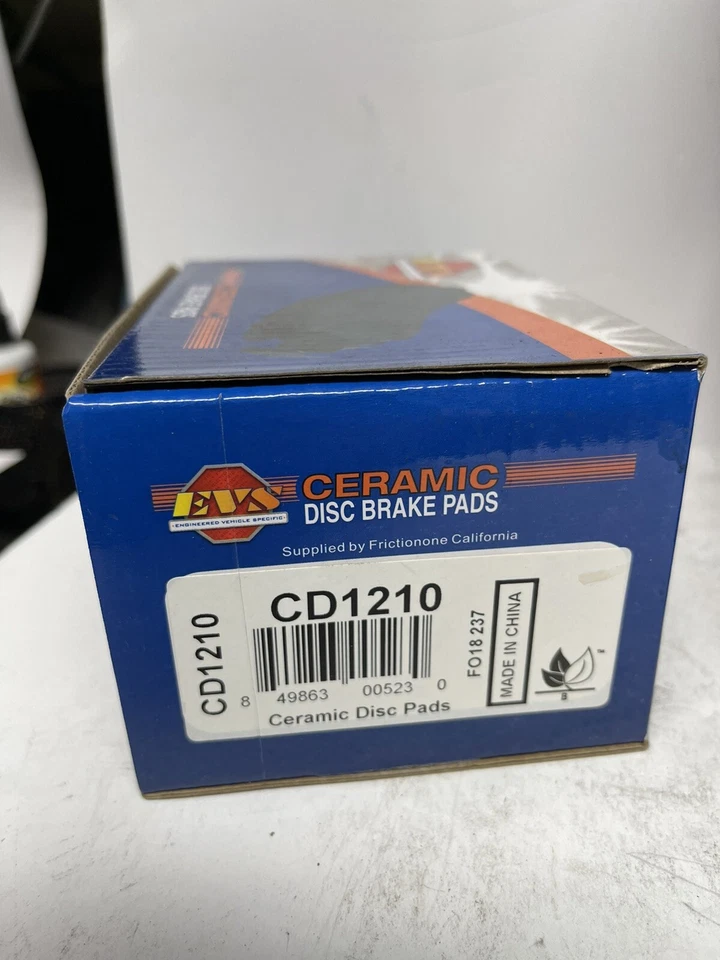 EVS
ENGINEERED VEHICLE SPECIFIC
CERAMIC
DISC BRAKE PADS
Supplied by Frictionone California
CD1210
CD1210
8 49863 00523 0
Ceramic Disc Pads
FO18 237
MADE IN CHINA
B
TM